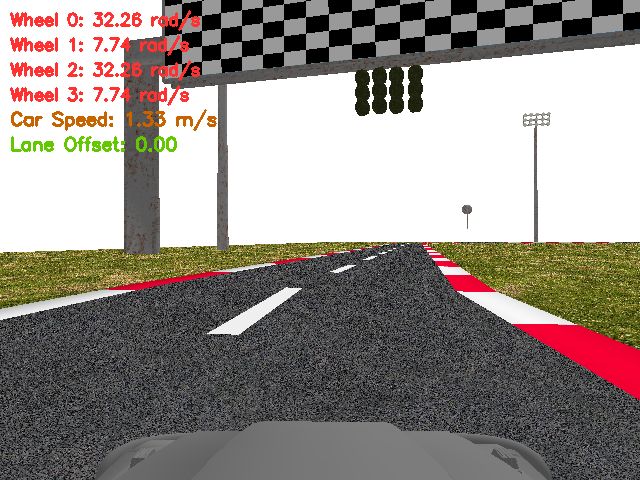 Wheel 0: 32.26 rad/s
Wheel 1: 7.74 rad/s
Wheel 2: 32.26 rad/s
Wheel 3: 7.74 rad/s
Car Speed: 1.33 m/s
Lane Offset: 0.00